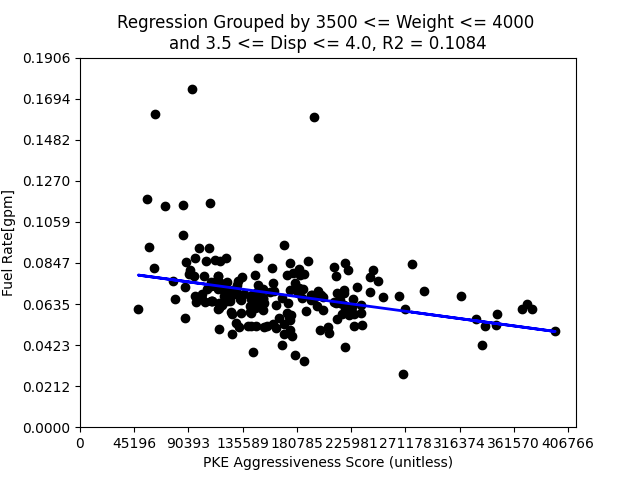 Regression Grouped by 3500 <= Weight <= 4000
and 3.5 <= Disp <= 4.0, R2 = 0.1084
0.1906
0.1694
0.1482
0.1270
0.1059
0.0847
0.0635
0.0423
0.0212
0.0000
Fuel Rate[gpm]
0 45196 90393 135589 180785 225981 271178 316374 361570 406766
PKE Aggressiveness Score (unitless)